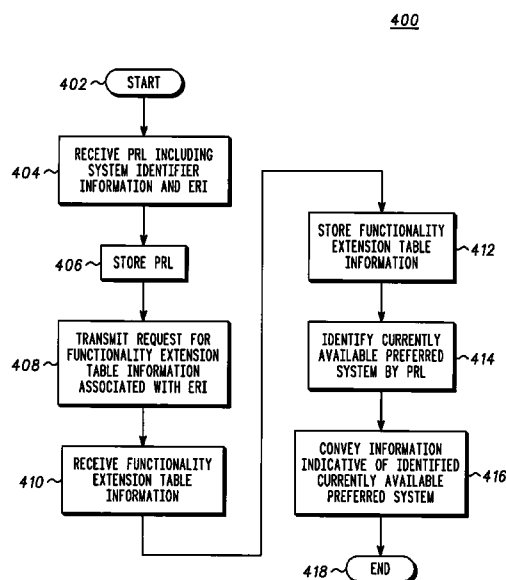 400
402
START
404
RECEIVE PRL INCLUDING
SYSTEM IDENTIFIER
INFORMATION AND ERI
406
STORE PRL
408
TRANSMIT REQUEST FOR
FUNCTIONALITY EXTENSION
TABLE INFORMATION
ASSOCIATED WITH ERI
410
RECEIVE FUNCTIONALITY
EXTENSION TABLE
INFORMATION
STORE FUNCTIONALITY
EXTENSION TABLE
INFORMATION
412
IDENTIFY CURRENTLY
AVAILABLE PREFERRED
SYSTEM BY PRL
414
CONVEY INFORMATION
INDICATIVE OF IDENTIFIED
CURRENTLY AVAILABLE
PREFERRED SYSTEM
416
418
END